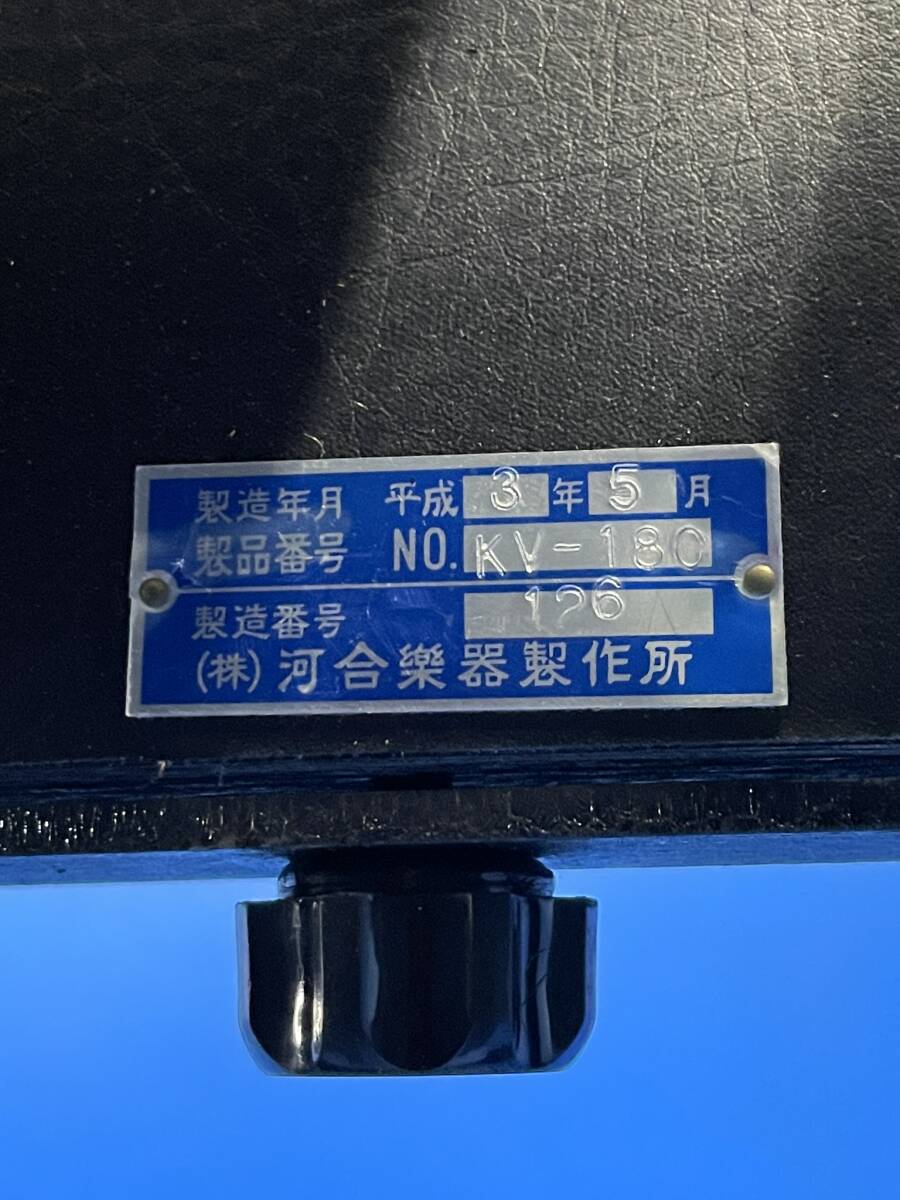 製造年月 平成 3 年 5 月
製品番号 NO. KV-180
製造番号 126
(株)河合樂器製作所